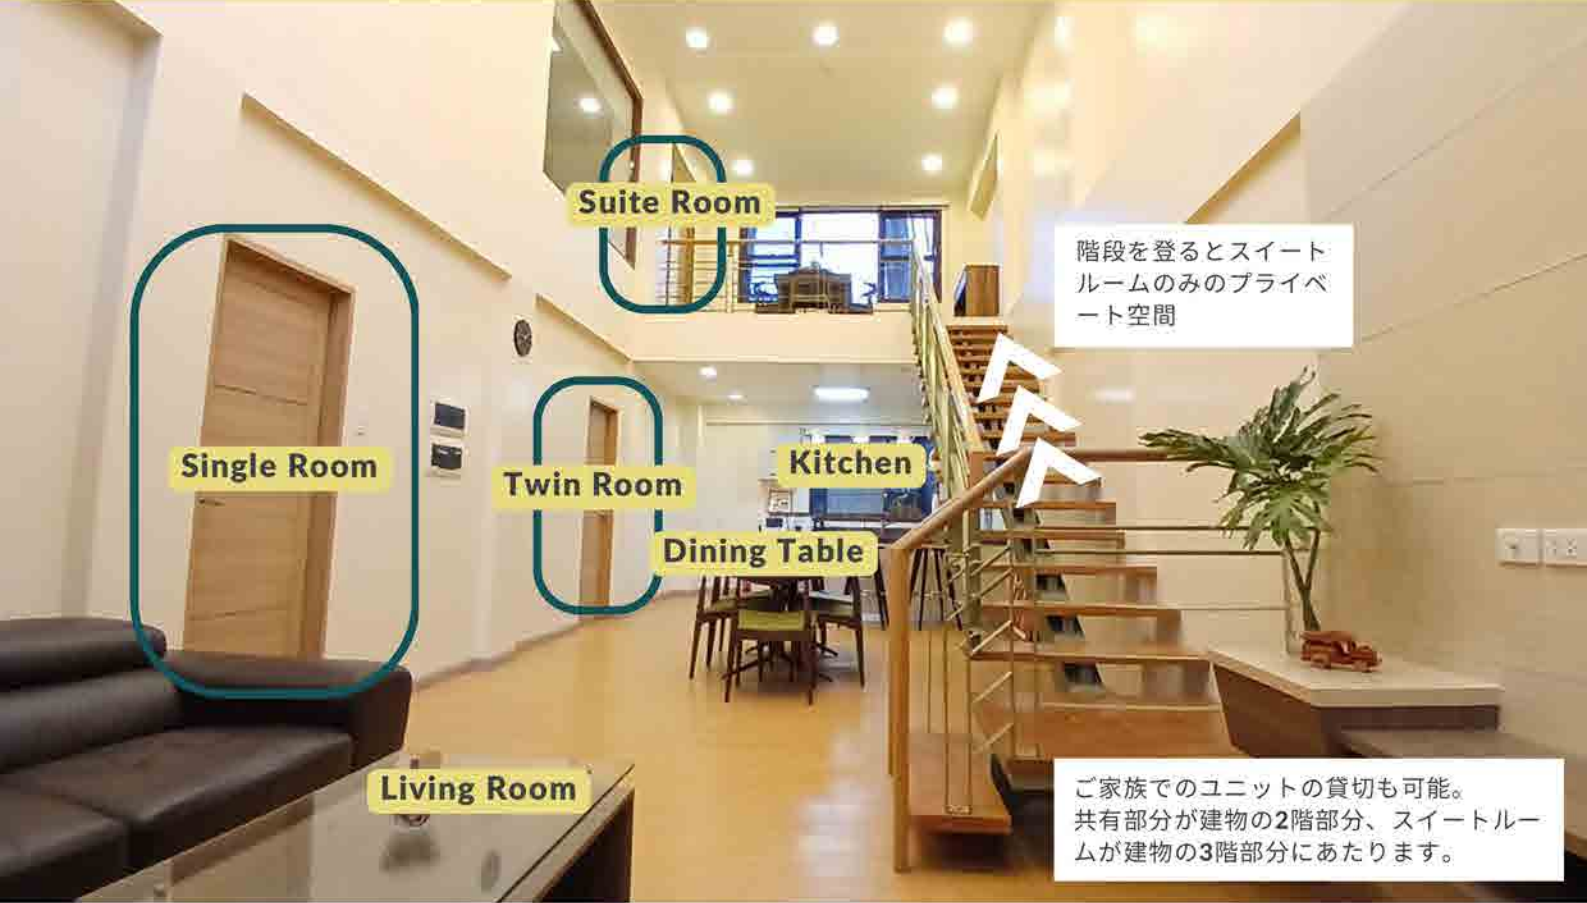 Suite Room
階段を登るとスイート
ルームのみのプライベ
ート空間
Single Room
Twin Room
Kitchen
Dining Table
Living Room
ご家族でのユニットの貸切も可能。
共有部分が建物の2階部分、スイートルー
ムが建物の3階部分にあたります。